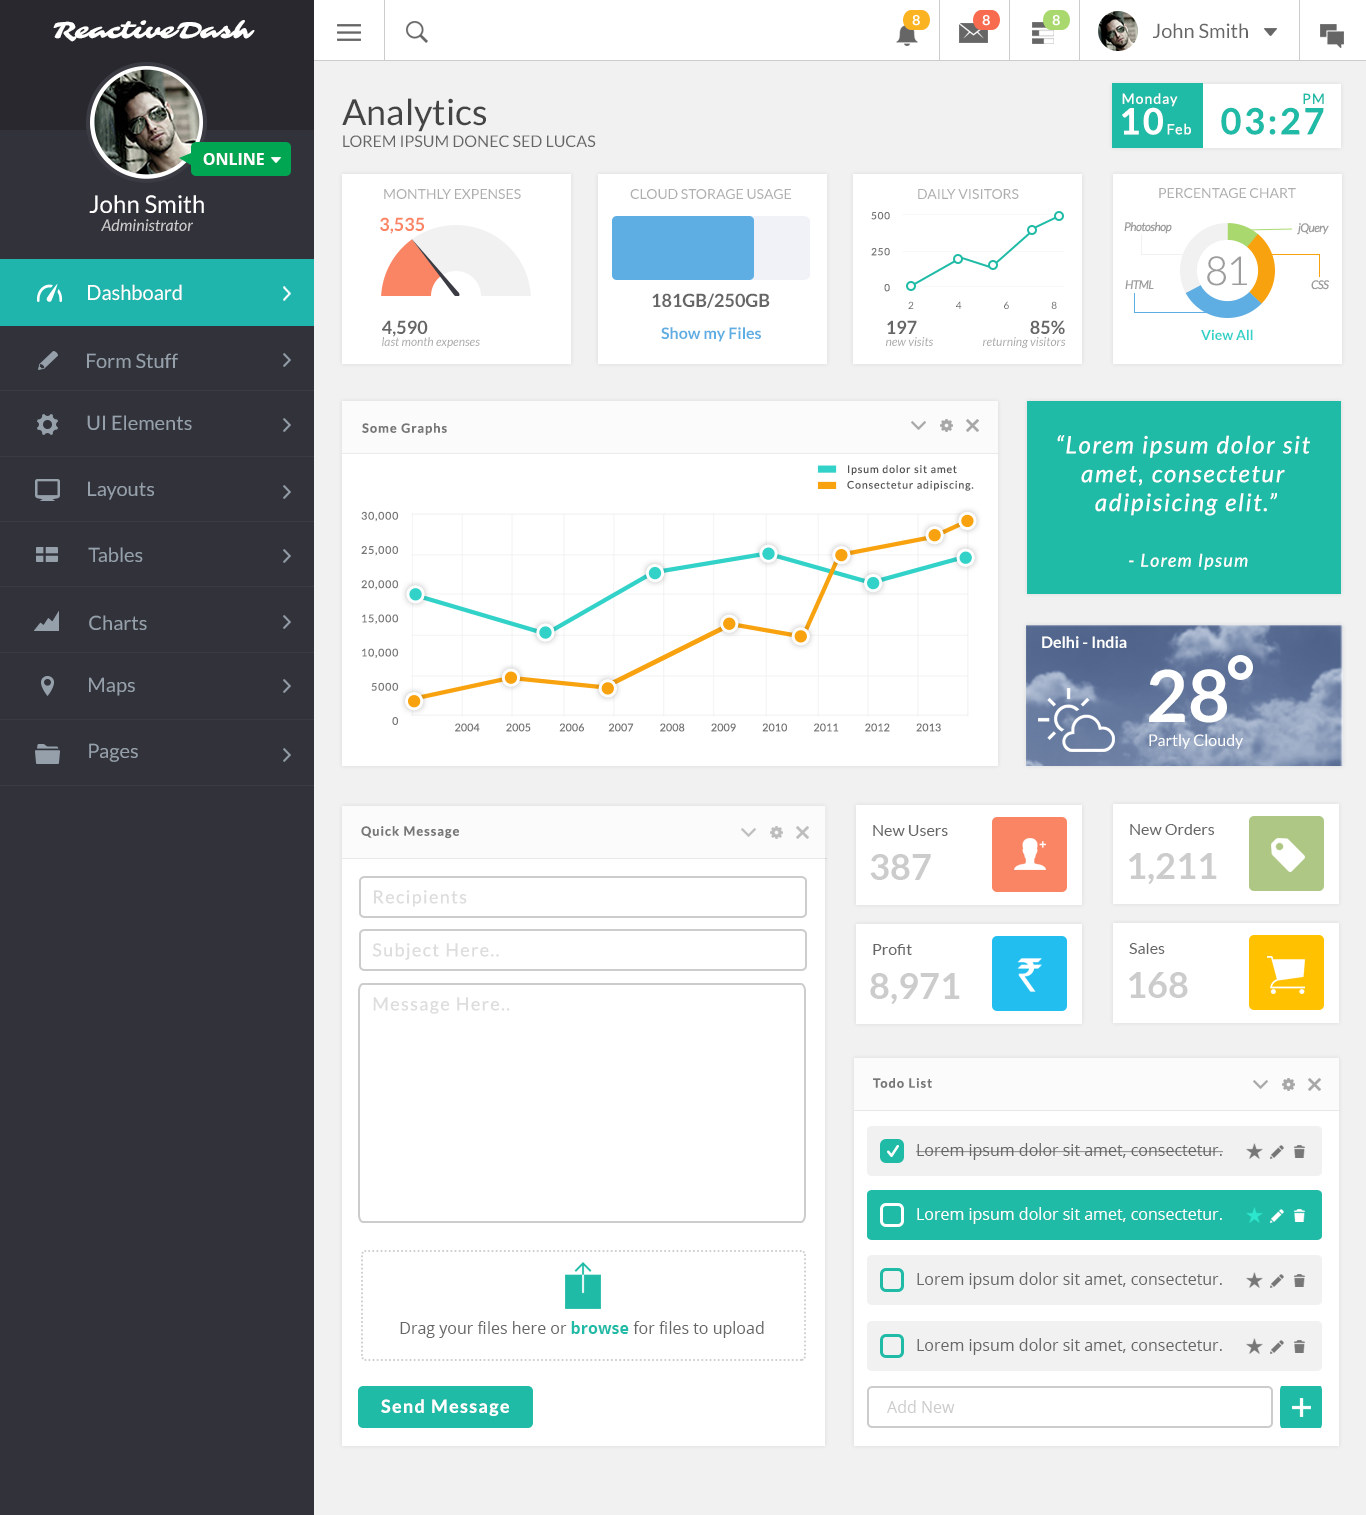 ReactiveDash
ONLINE
John Smith
Administrator
Dashboard
Form Stuff
UI Elements
Layouts
Tables
Charts
Maps
Pages
8
8
8
John Smith
Analytics
LOREM IPSUM DONEC SED LUCAS
Monday
10 Feb
PM
03:27
MONTHLY EXPENSES
3,535
4,590
last month expenses
CLOUD STORAGE USAGE
181GB/250GB
Show my Files
DAILY VISITORS
500
250
0
2 4 6 8
197
new visits
85%
returning visitors
PERCENTAGE CHART
Photoshop
jQuery
HTML
CSS
81
View All
Some Graphs
Ipsum dolor sit amet
Consectetur adipiscing.
30,000
25,000
20,000
15,000
10,000
5000
0
2004 2005 2006 2007 2008 2009 2010 2011 2012 2013
“Lorem ipsum dolor sit
amet, consectetur
adipisicing elit.”
- Lorem Ipsum
Delhi - India
28°
Partly Cloudy
Quick Message
Recipients
Subject Here..
Message Here..
Drag your files here or browse for files to upload
Send Message
New Users
387
New Orders
1,211
Profit
8,971
₹
Sales
168
Todo List
Lorem ipsum dolor sit amet, consectetur.
Lorem ipsum dolor sit amet, consectetur.
Lorem ipsum dolor sit amet, consectetur.
Lorem ipsum dolor sit amet, consectetur.
Add New